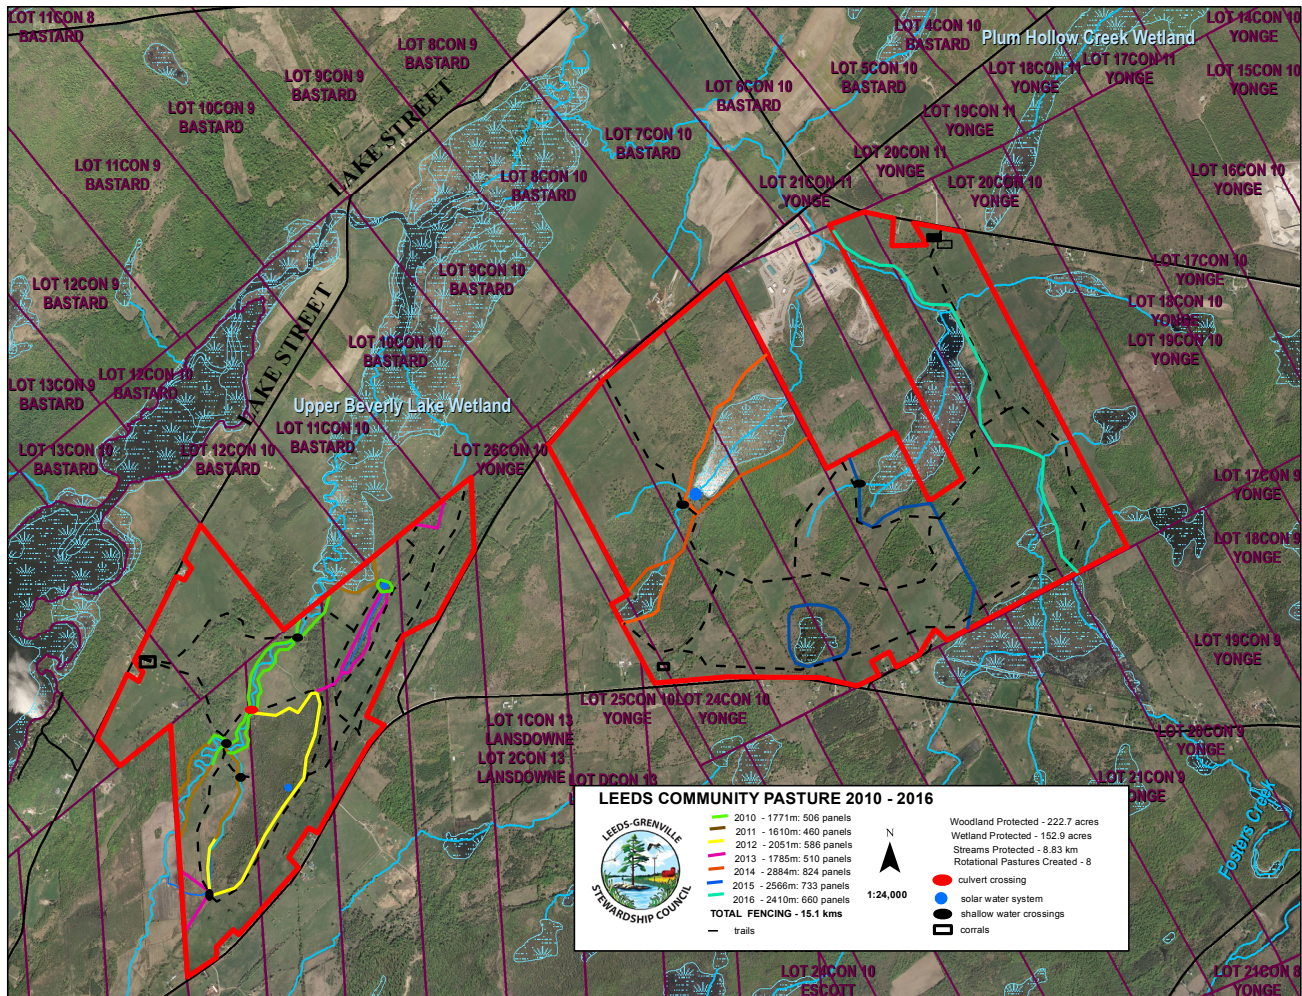 LOT 11CON 8
BASTARD
LOT 8CON 9
BASTARD
LOT 9CON 9
BASTARD
LOT 10CON 9
BASTARD
LOT 11CON 9
BASTARD
LOT 12CON 9
BASTARD
LOT 13CON 9
BASTARD
LOT 4CON 10
BASTARD
LOT 5CON 10
BASTARD
LOT 6CON 10
BASTARD
LOT 7CON 10
BASTARD
LOT 8CON 10
BASTARD
LOT 9CON 10
BASTARD
LOT 10CON 10
BASTARD
LOT 11CON 10
BASTARD
LOT 12CON 10
BASTARD
LOT 12CON 10
BASTARD
LOT 13CON 10
BASTARD
LAKE STREET
LAKE STREET
Upper Beverly Lake Wetland
Plum Hollow Creek Wetland
LOT 14CON 10
YONGE
LOT 15CON 10
YONGE
LOT 17CON 11
YONGE
LOT 18CON 11
YONGE
LOT 19CON 11
YONGE
LOT 20CON 11
YONGE
LOT 21CON 11
YONGE
LOT 20CON 10
YONGE
LOT 16CON 10
YONGE
LOT 17CON 10
YONGE
LOT 18CON 10
YONGE
LOT 19CON 10
YONGE
LOT 26CON 10
YONGE
LOT 17CON 9
YONGE
LOT 18CON 9
YONGE
LOT 19CON 9
YONGE
LOT 20CON 9
YONGE
LOT 21CON 9
YONGE
LOT 25CON 10
YONGE
LOT 24CON 10
YONGE
LOT 1CON 13
LANSDOWNE
LOT 2CON 13
LANSDOWNE
LOT DCON 13
Fosters Creek
LOT 24CON 10
ESCOTT
LOT 21CON 8
YONGE
LEEDS COMMUNITY PASTURE 2010 - 2016
LEEDS-GRENVILLE
STEWARDSHIP COUNCIL
2010 - 1771m: 506 panels
2011 - 1610m: 460 panels
2012 - 2051m: 586 panels
2013 - 1785m: 510 panels
2014 - 2884m: 824 panels
2015 - 2566m: 733 panels
2016 - 2410m: 660 panels
TOTAL FENCING - 15.1 kms
trails
N
1:24,000
Woodland Protected - 222.7 acres
Wetland Protected - 152.9 acres
Streams Protected - 8.83 km
Rotational Pastures Created - 8
culvert crossing
solar water system
shallow water crossings
corrals